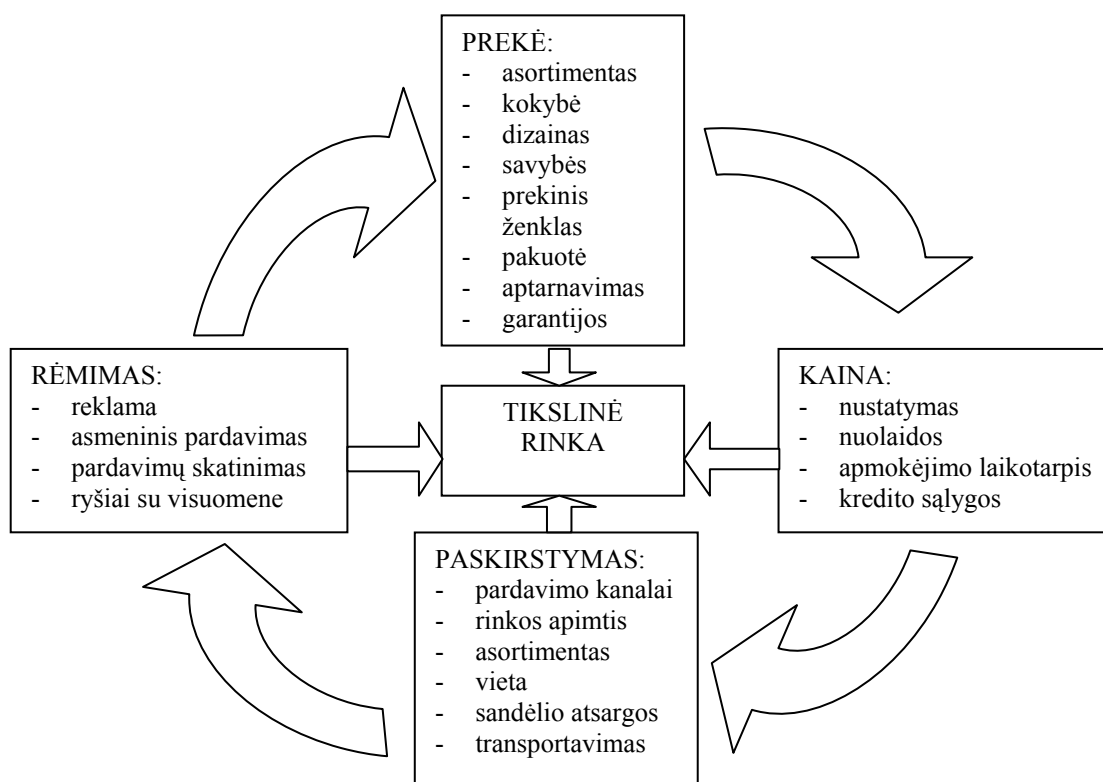 PREKĖ:
- asortimentas
- kokybė
- dizainas
- savybės
- prekinis
ženklas
- pakuotė
- aptarnavimas
- garantijos
RĖMIMAS:
- reklama
- asmeninis pardavimas
- pardavimų skatinimas
- ryšiai su visuomene
TIKSLINĖ
RINKA
KAINA:
- nustatymas
- nuolaidos
- apmokėjimo laikotarpis
- kredito sąlygos
PASKIRSTYMAS:
- pardavimo kanalai
- rinkos apimtis
- asortimentas
- vieta
- sandėlio atsargos
- transportavimas